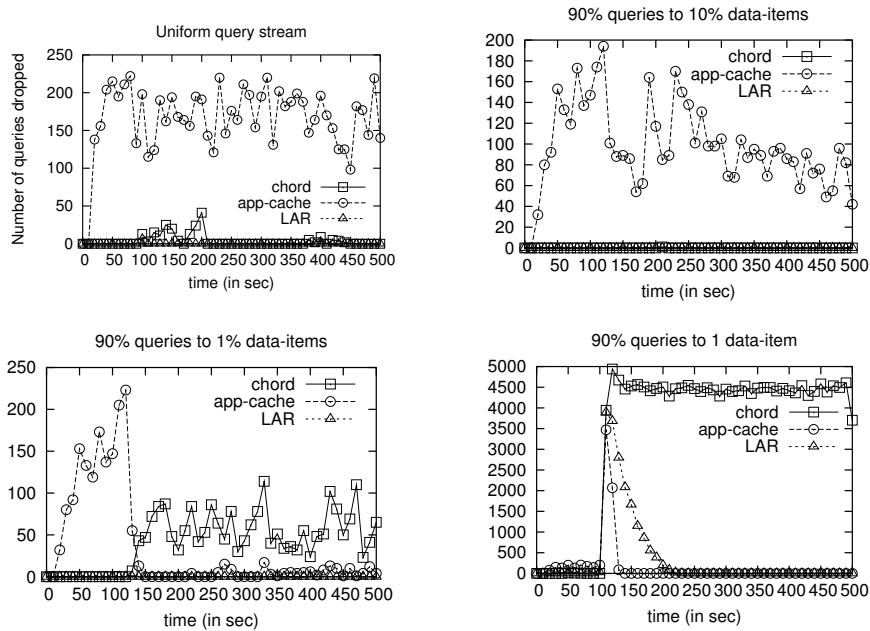 Uniform query stream
Number of queries dropped
250
200
150
100
50
0
chord
app-cache
LAR
0 50 100 150 200 250 300 350 400 450 500
time (in sec)
90% queries to 10% data-items
200
180
160
140
120
100
80
60
40
20
0
chord
app-cache
LAR
0 50 100 150 200 250 300 350 400 450 500
time (in sec)
90% queries to 1% data-items
250
200
150
100
50
0
chord
app-cache
LAR
0 50 100 150 200 250 300 350 400 450 500
time (in sec)
90% queries to 1 data-item
5000
4500
4000
3500
3000
2500
2000
1500
1000
500
0
chord
app-cache
LAR
0 50 100 150 200 250 300 350 400 450 500
time (in sec)